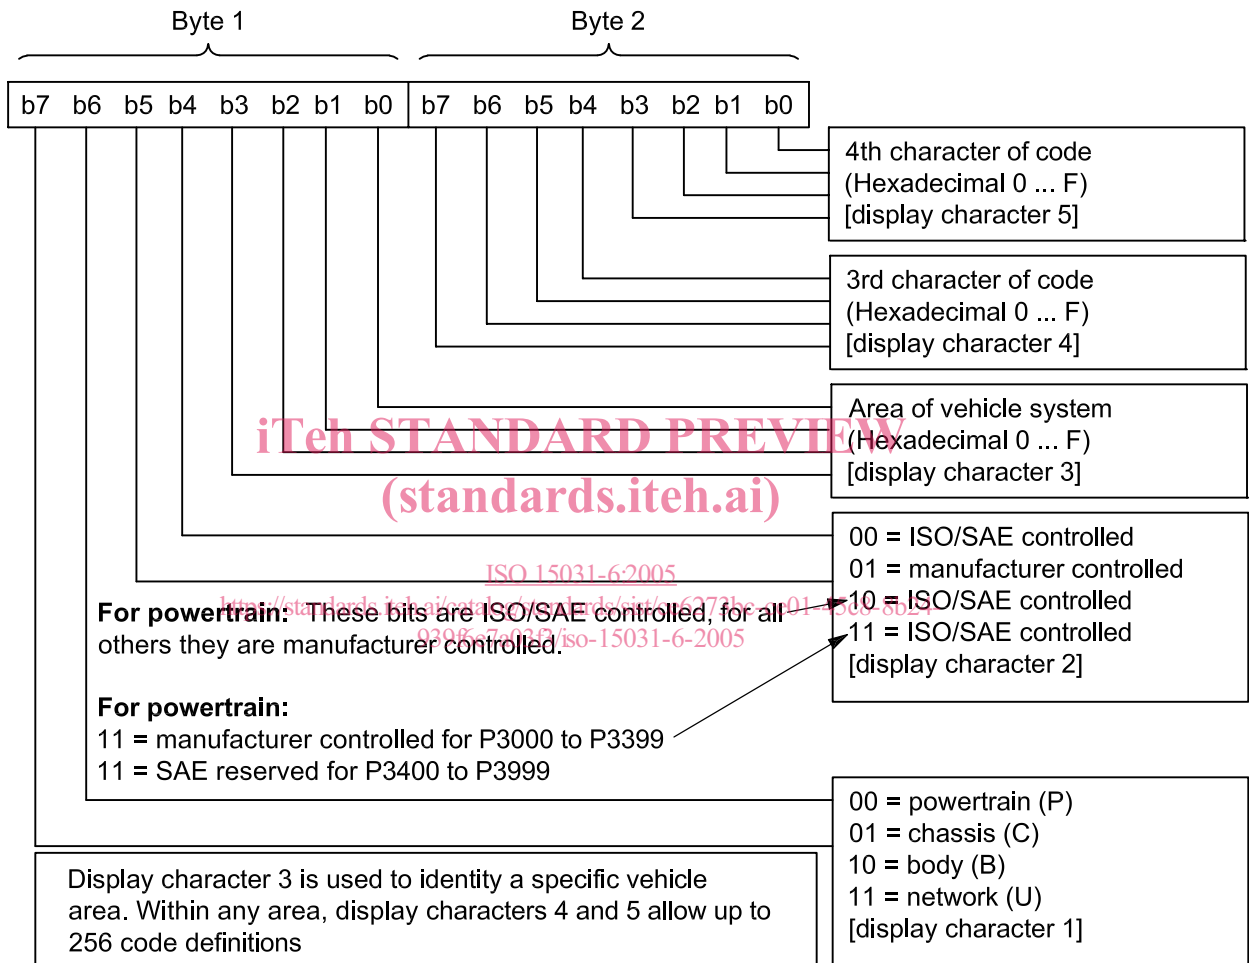 Byte 1 Byte 2
b7 b6 b5 b4 b3 b2 b1 b0 b7 b6 b5 b4 b3 b2 b1 b0
4th character of code
(Hexadecimal 0 ... F)
[display character 5]
3rd character of code
(Hexadecimal 0 ... F)
[display character 4]
Area of vehicle system
(Hexadecimal 0 ... F)
[display character 3]
iTeh STANDARD PREVIEW
(standards.iteh.ai)
00 = ISO/SAE controlled
01 = manufacturer controlled
10 = ISO/SAE controlled
11 = ISO/SAE controlled
[display character 2]
ISO 15031-6:2005
For powertrain: These bits are ISO/SAE controlled, for all
others they are manufacturer controlled.
For powertrain:
11 = manufacturer controlled for P3000 to P3399
11 = SAE reserved for P3400 to P3999
00 = powertrain (P)
01 = chassis (C)
10 = body (B)
11 = network (U)
[display character 1]
Display character 3 is used to identity a specific vehicle
area. Within any area, display characters 4 and 5 allow up to
256 code definitions